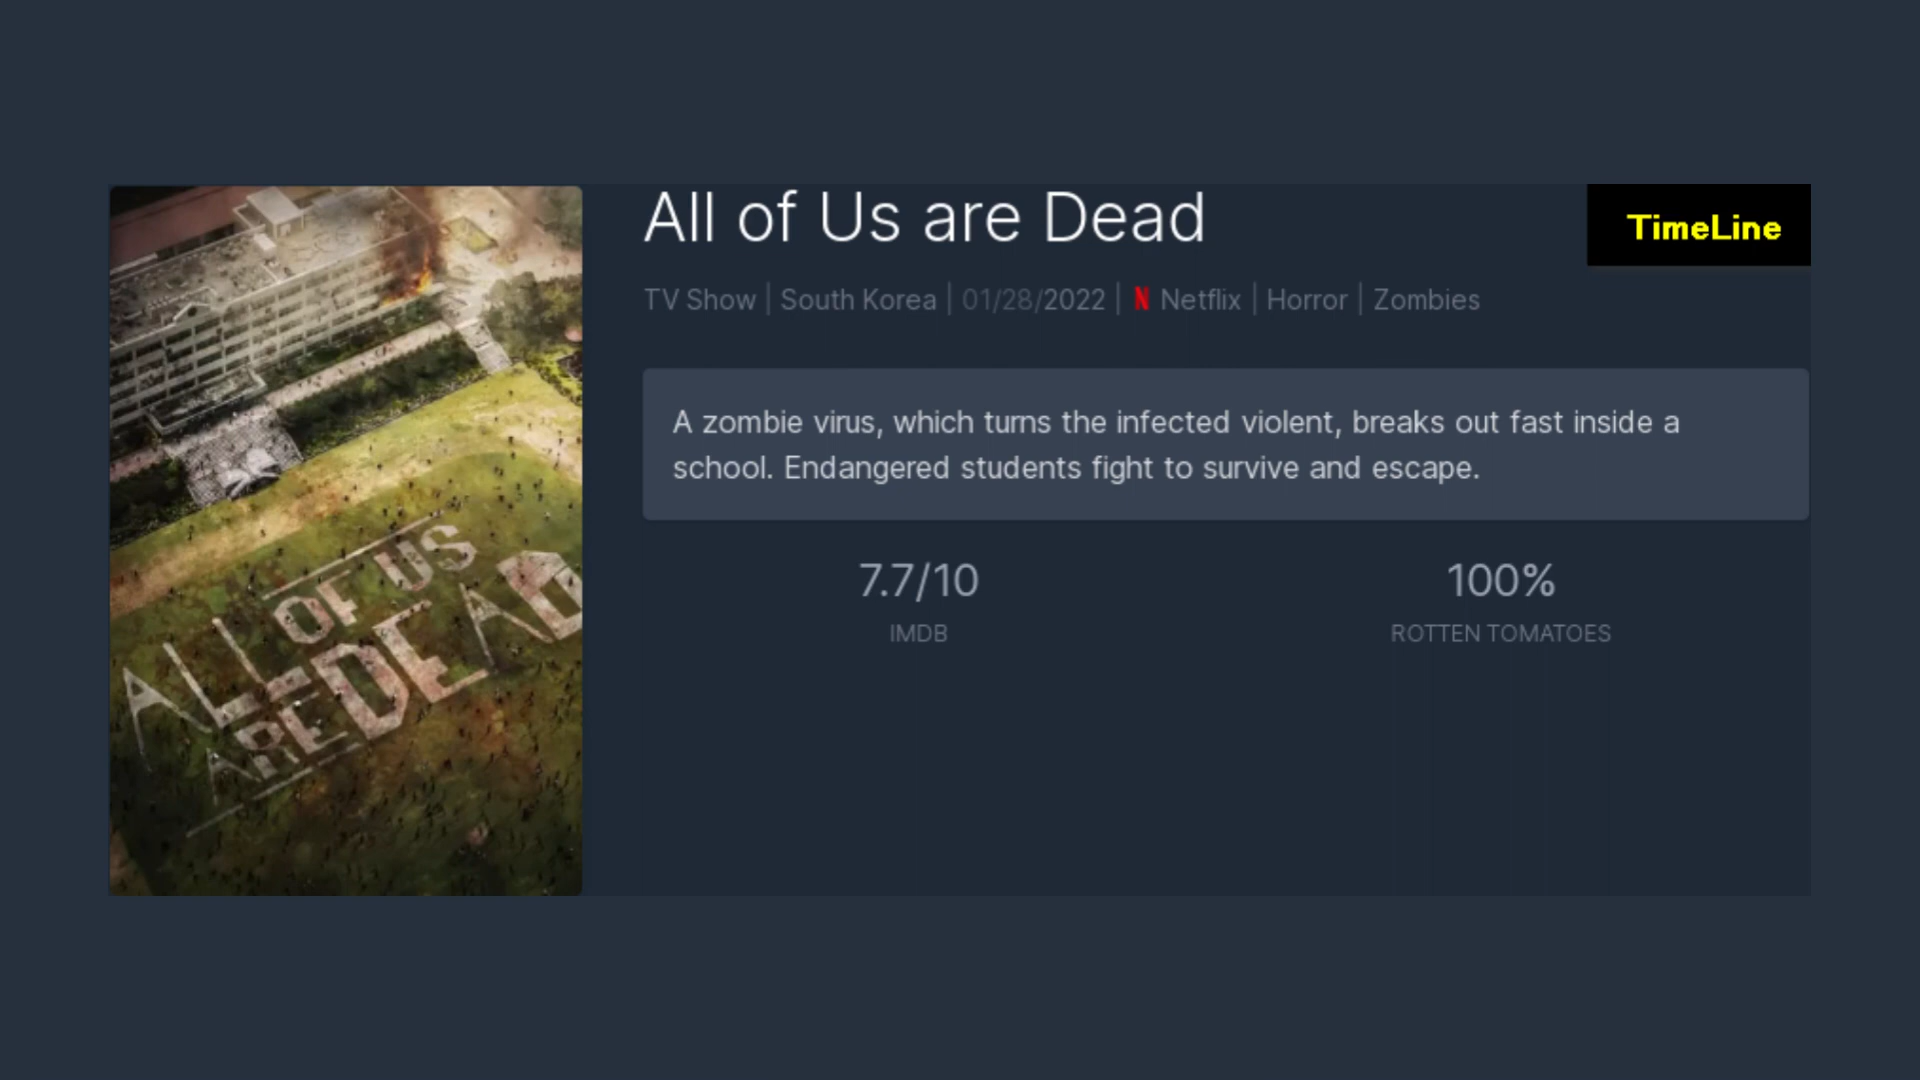 All of Us are Dead
TimeLine
TV Show | South Korea | 01/28/2022 | N Netflix | Horror | Zombies
A zombie virus, which turns the infected violent, breaks out fast inside a
school. Endangered students fight to survive and escape.
7.7/10
IMDB
100%
ROTTEN TOMATOES
ALL
OF US
ARE DEAD